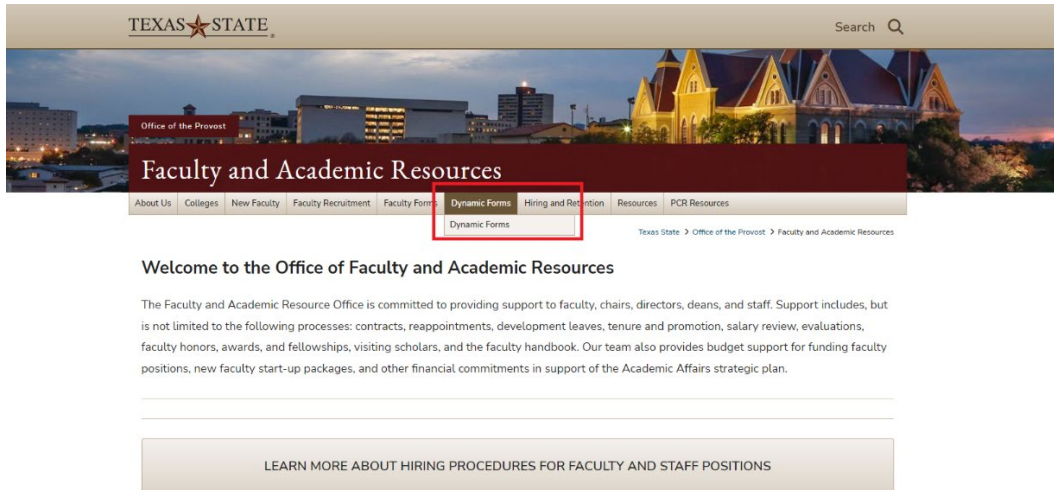 TEXAS STATE®
Search
Office of the Provost
Faculty and Academic Resources
About Us Colleges New Faculty Faculty Recruitment Faculty Forms Dynamic Forms Hiring and Retention Resources PCR Resources
Dynamic Forms
Texas State > Office of the Provost > Faculty and Academic Resources
Welcome to the Office of Faculty and Academic Resources
The Faculty and Academic Resource Office is committed to providing support to faculty, chairs, directors, deans, and staff. Support includes, but
is not limited to the following processes: contracts, reappointments, development leaves, tenure and promotion, salary review, evaluations,
faculty honors, awards, and fellowships, visiting scholars, and the faculty handbook. Our team also provides budget support for funding faculty
positions, new faculty start-up packages, and other financial commitments in support of the Academic Affairs strategic plan.
LEARN MORE ABOUT HIRING PROCEDURES FOR FACULTY AND STAFF POSITIONS